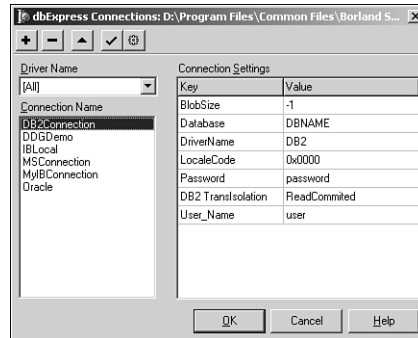 dbExpress Connections: D:\Program Files\Common Files\Borland S...
Driver Name
[All]
Connection Name
DB2Connection
DDGDemo
IBLocal
MSConnection
MyIBConnection
Oracle
Connection Settings
Key Value
BlobSize -1
Database DBNAME
DriverName DB2
LocaleCode 0x0000
Password password
DB2 TransIsolation ReadCommited
User_Name user
OK Cancel Help